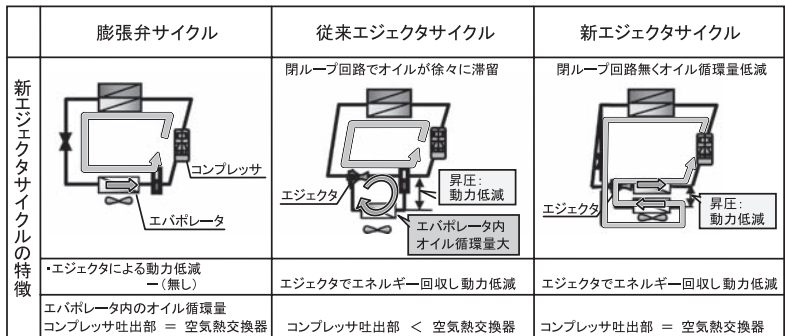 膨張弁サイクル
従来エジェクタサイクル
新エジェクタサイクル
新エジェクタサイクルの特徴
コンプレッサ
エバポレータ
閉ループ回路でオイルが徐々に滞留
エジェクタ
昇圧:
動力低減
エバポレータ内
オイル循環量大
閉ループ回路無くオイル循環量低減
エジェクタ
昇圧:
動力低減
・エジェクタによる動力低減
ー(無し)
エジェクタでエネルギー回収し動力低減
エジェクタでエネルギー回収し動力低減
エバポレータ内のオイル循環量
コンプレッサ吐出部 = 空気熱交換器
コンプレッサ吐出部 < 空気熱交換器
コンプレッサ吐出部 = 空気熱交換器